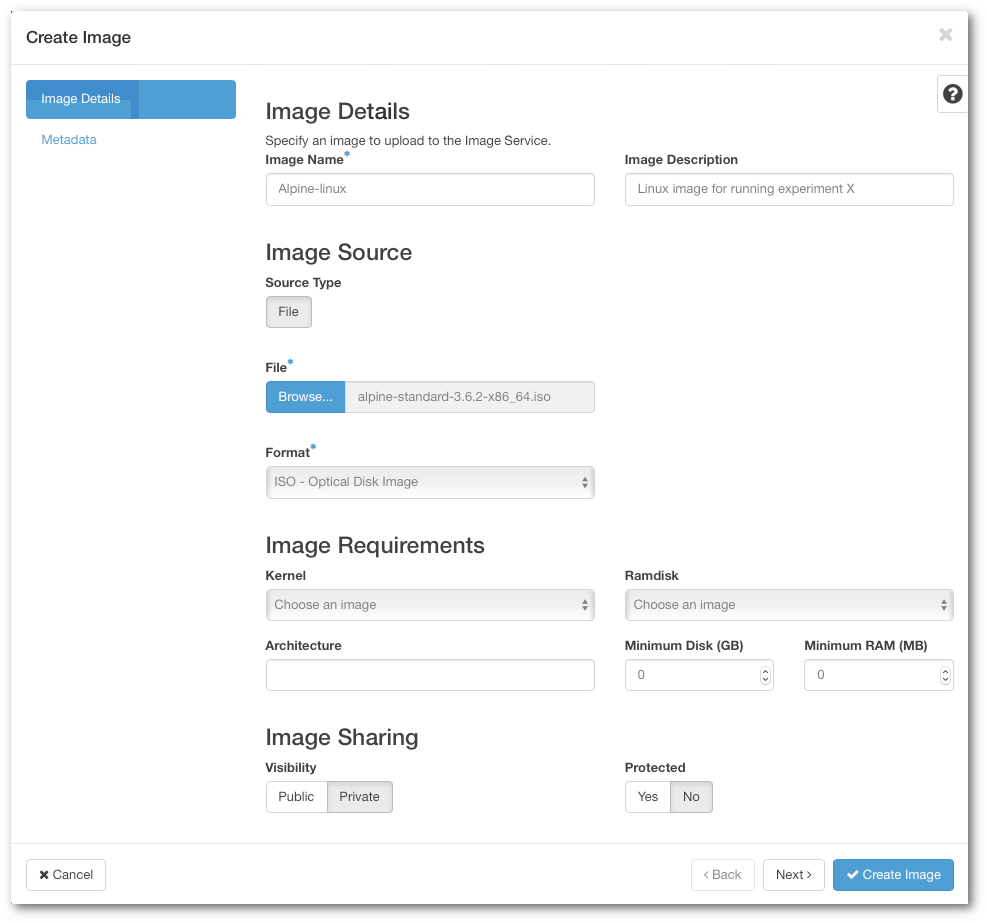 Create Image
Image Details
Metadata
Image Details
Specify an image to upload to the Image Service.
Image Name* Image Description
Alpine-linux Linux image for running experiment X
Image Source
Source Type
File
File*
Browse... alpine-standard-3.6.2-x86_64.iso
Format*
ISO - Optical Disk Image
Image Requirements
Kernel Ramdisk
Choose an image Choose an image
Architecture Minimum Disk (GB) Minimum RAM (MB)
0 0
Image Sharing
Visibility Protected
Public Private Yes No
✖ Cancel ‹ Back Next › ✔ Create Image